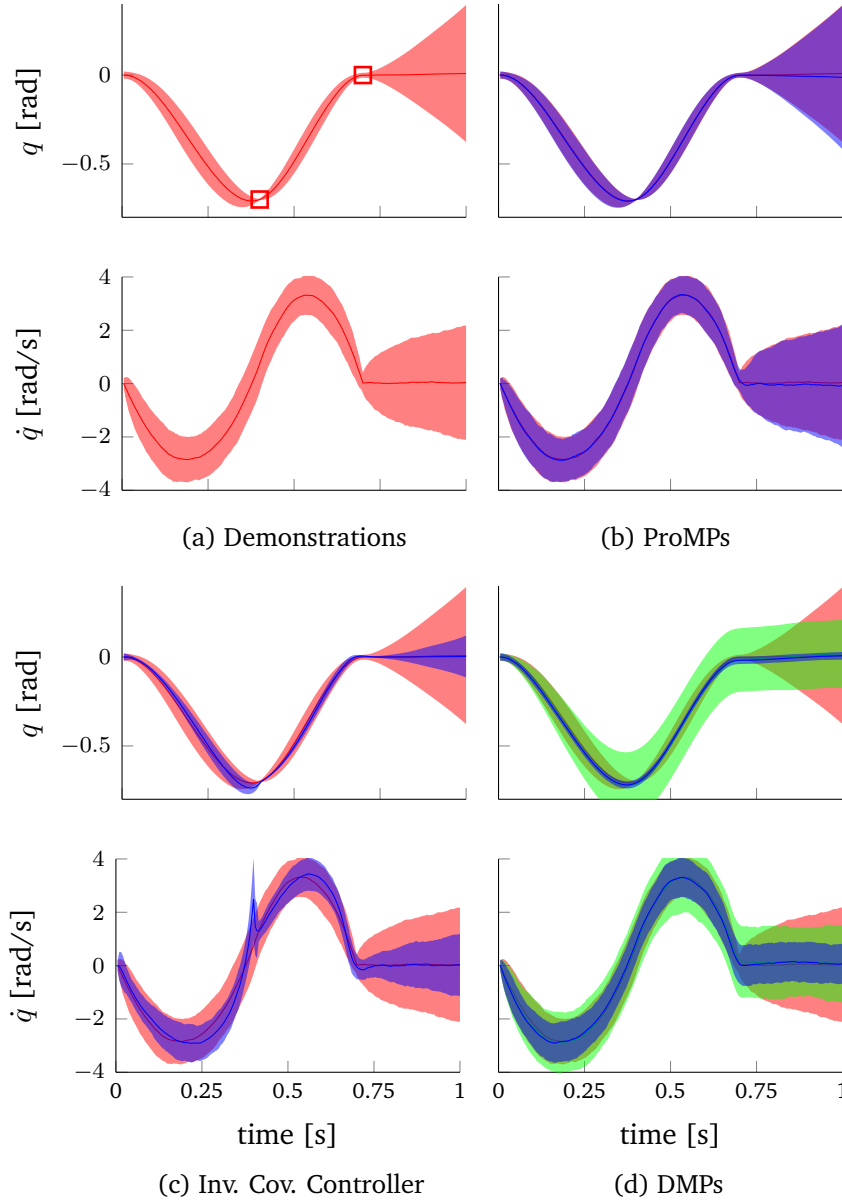 q [rad]
0
−0.5
q̇ [rad/s]
4
2
0
−2
−4
(a) Demonstrations
(b) ProMPs
q [rad]
0
−0.5
q̇ [rad/s]
4
2
0
−2
−4
0 0.25 0.5 0.75 1
0 0.25 0.5 0.75 1
time [s]
time [s]
(c) Inv. Cov. Controller
(d) DMPs